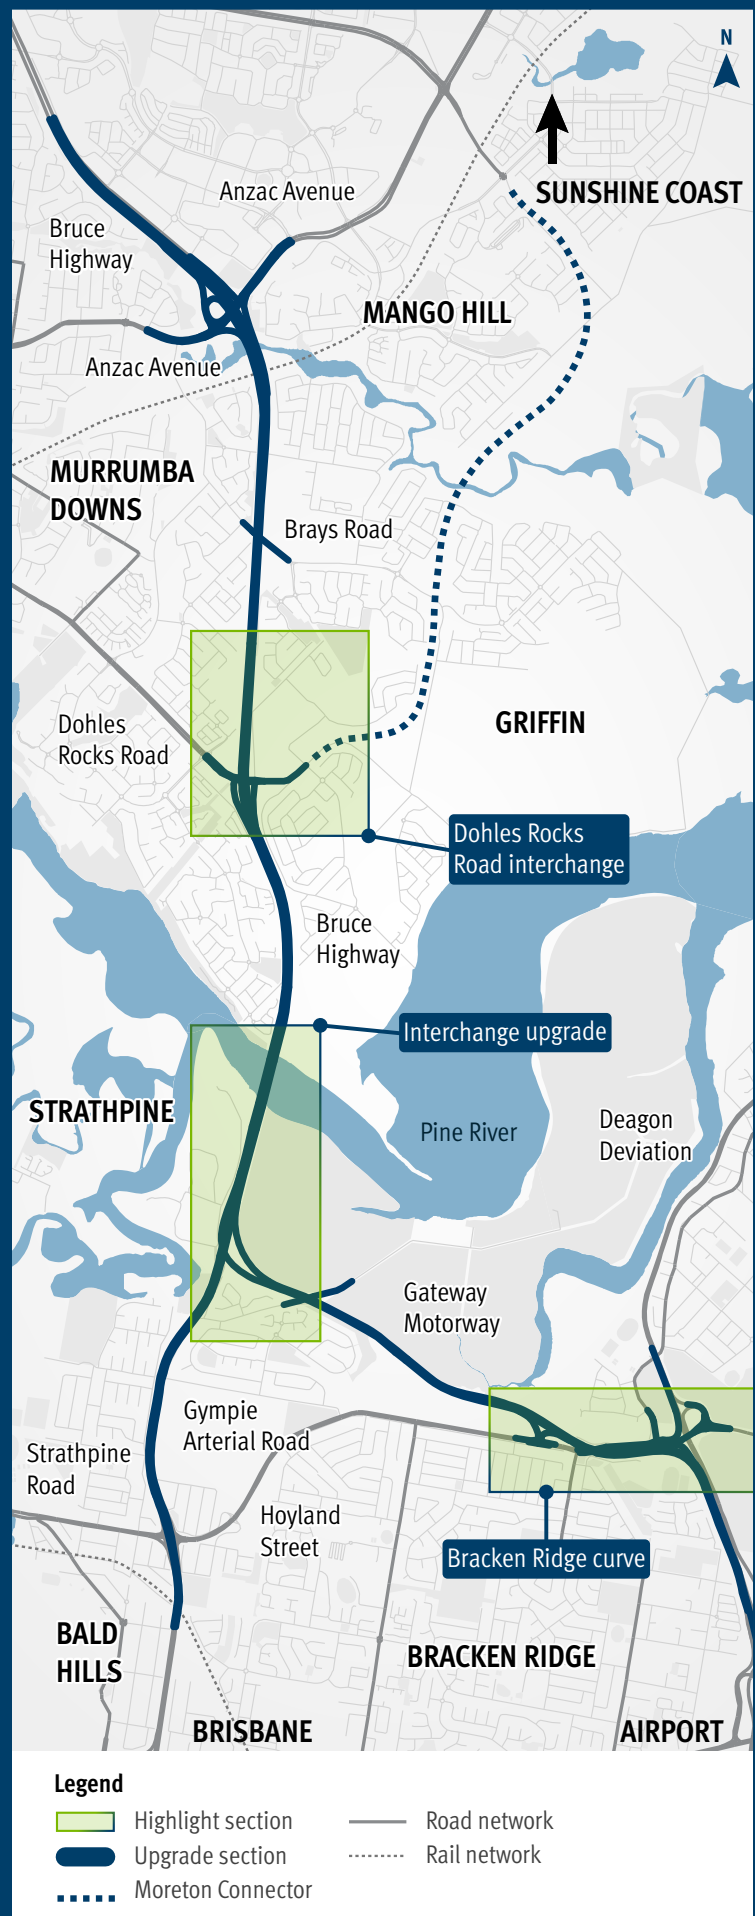 N
SUNSHINE COAST
Anzac Avenue
Bruce
Highway
MANGO HILL
Anzac Avenue
MURRUMBA
DOWNS
Brays Road
GRIFFIN
Dohles
Rocks Road
Dohles Rocks
Road interchange
Bruce
Highway
Interchange upgrade
STRATHPINE
Pine River
Deagon
Deviation
Gateway
Motorway
Gympie
Arterial Road
Strathpine
Road
Hoyland
Street
Bracken Ridge curve
BALD
HILLS
BRACKEN RIDGE
BRISBANE
AIRPORT
Legend
Highlight section
Road network
Upgrade section
Rail network
Moreton Connector